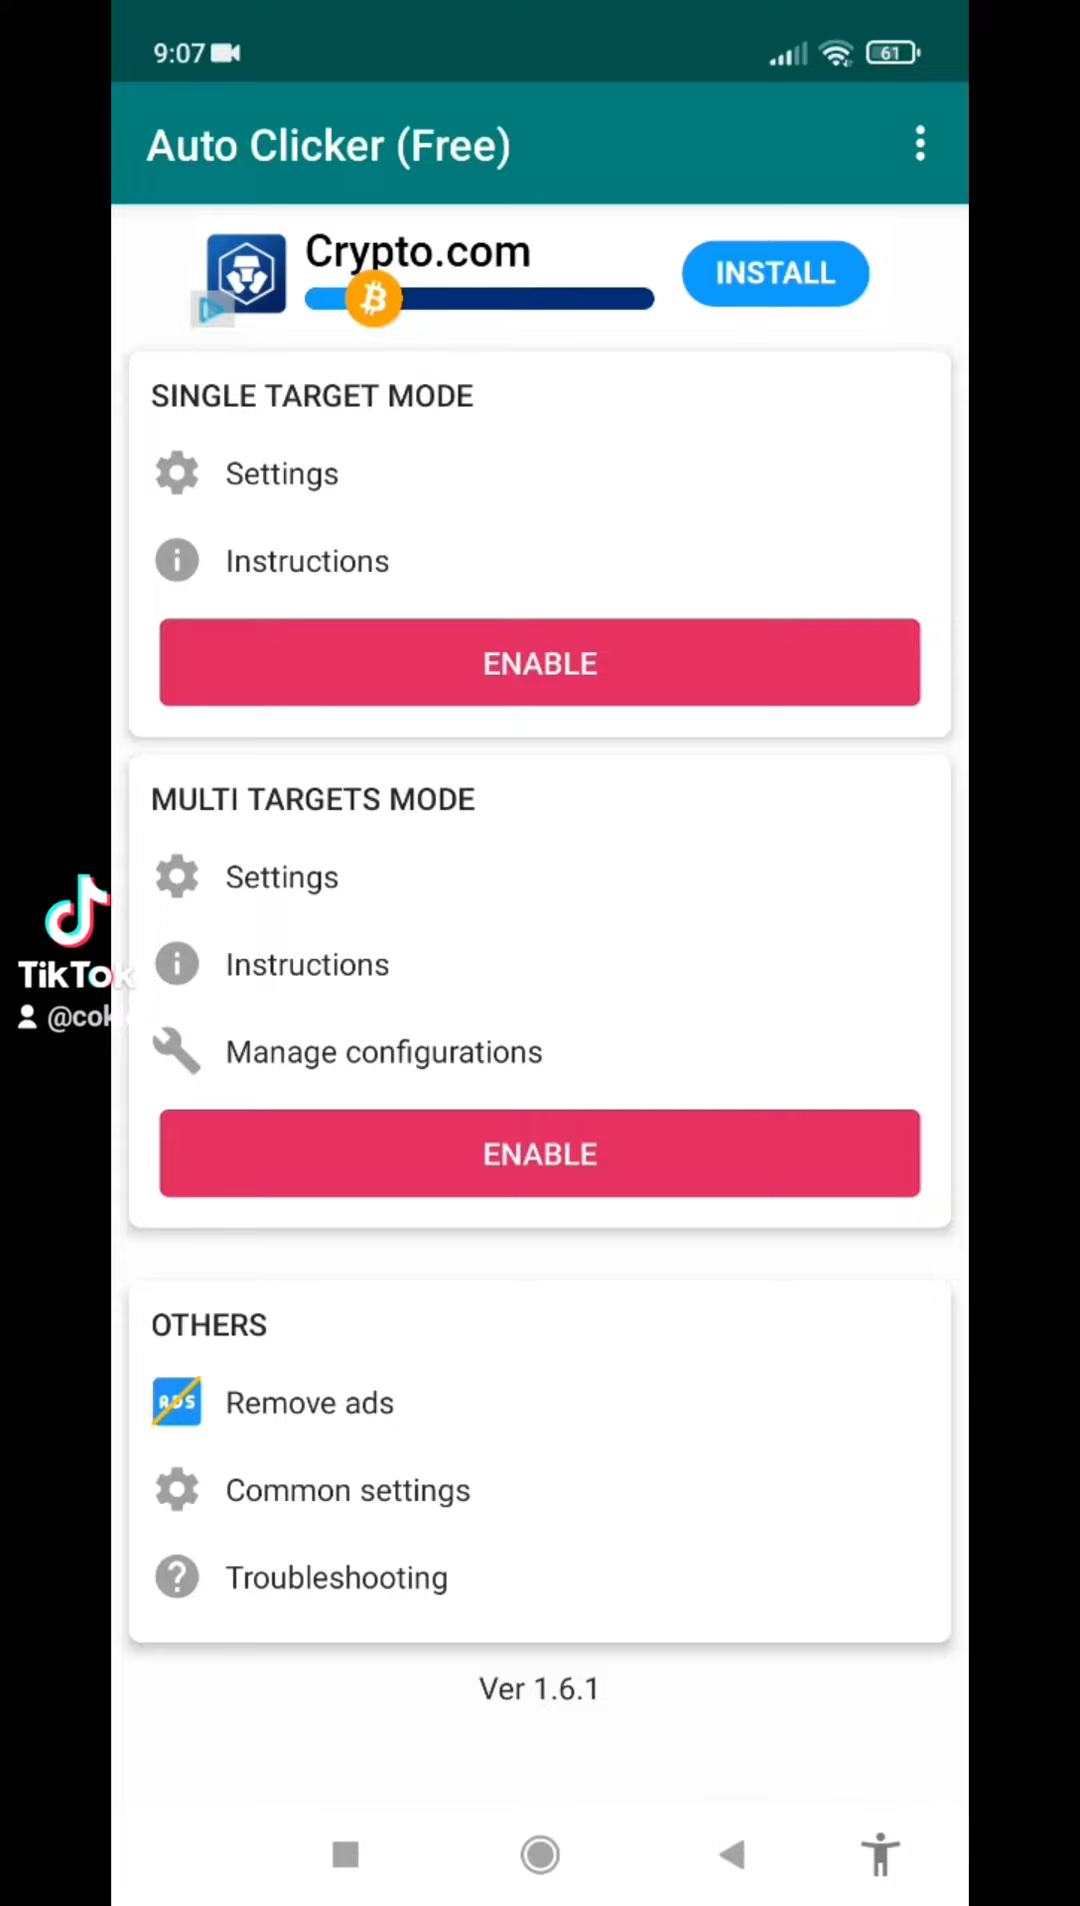 9:07
61
Auto Clicker (Free)
Crypto.com
INSTALL
SINGLE TARGET MODE
Settings
Instructions
ENABLE
MULTI TARGETS MODE
Settings
TikTok
Instructions
@cok
Manage configurations
ENABLE
OTHERS
ADS
Remove ads
Common settings
Troubleshooting
Ver 1.6.1